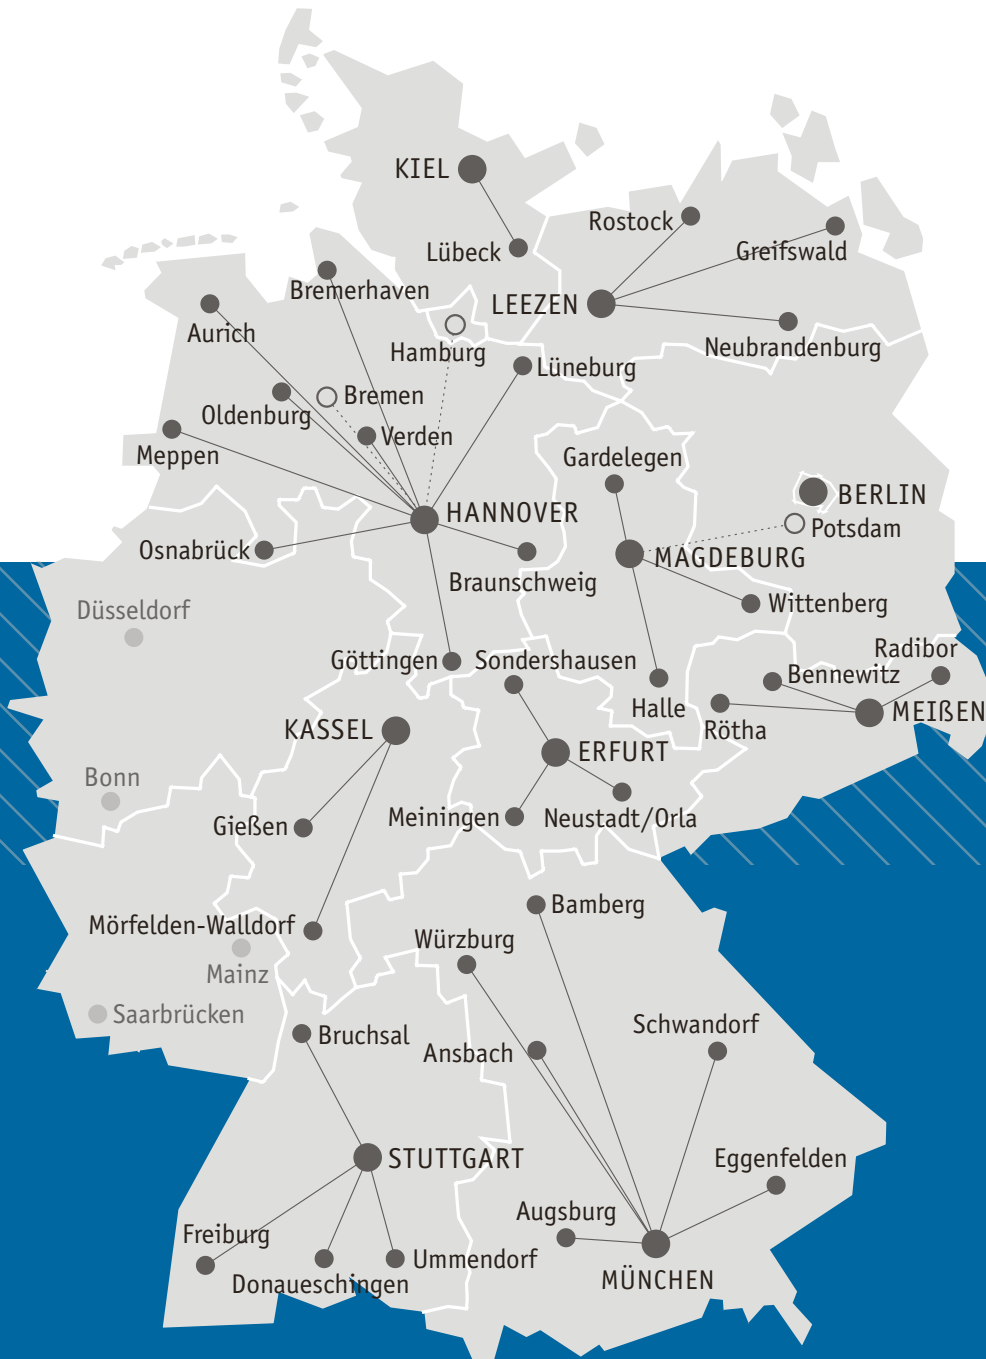 KIEL
Rostock
Greifswald
Lübeck
Bremerhaven
LEEZEN
Aurich
Hamburg
Neubrandenburg
Lüneburg
Bremen
Oldenburg
Verden
Meppen
Gardelegen
BERLIN
HANNOVER
Potsdam
Osnabrück
MAGDEBURG
Braunschweig
Düsseldorf
Wittenberg
Radibor
Göttingen
Sondershausen
Bennewitz
Halle
MEIßEN
KASSEL
Rötha
ERFURT
Bonn
Gießen
Meiningen
Neustadt/Orla
Bamberg
Mörfelden-Walldorf
Würzburg
Mainz
Saarbrücken
Schwandorf
Bruchsal
Ansbach
STUTTGART
Eggenfelden
Augsburg
Freiburg
Ummendorf
Donaueschingen
MÜNCHEN